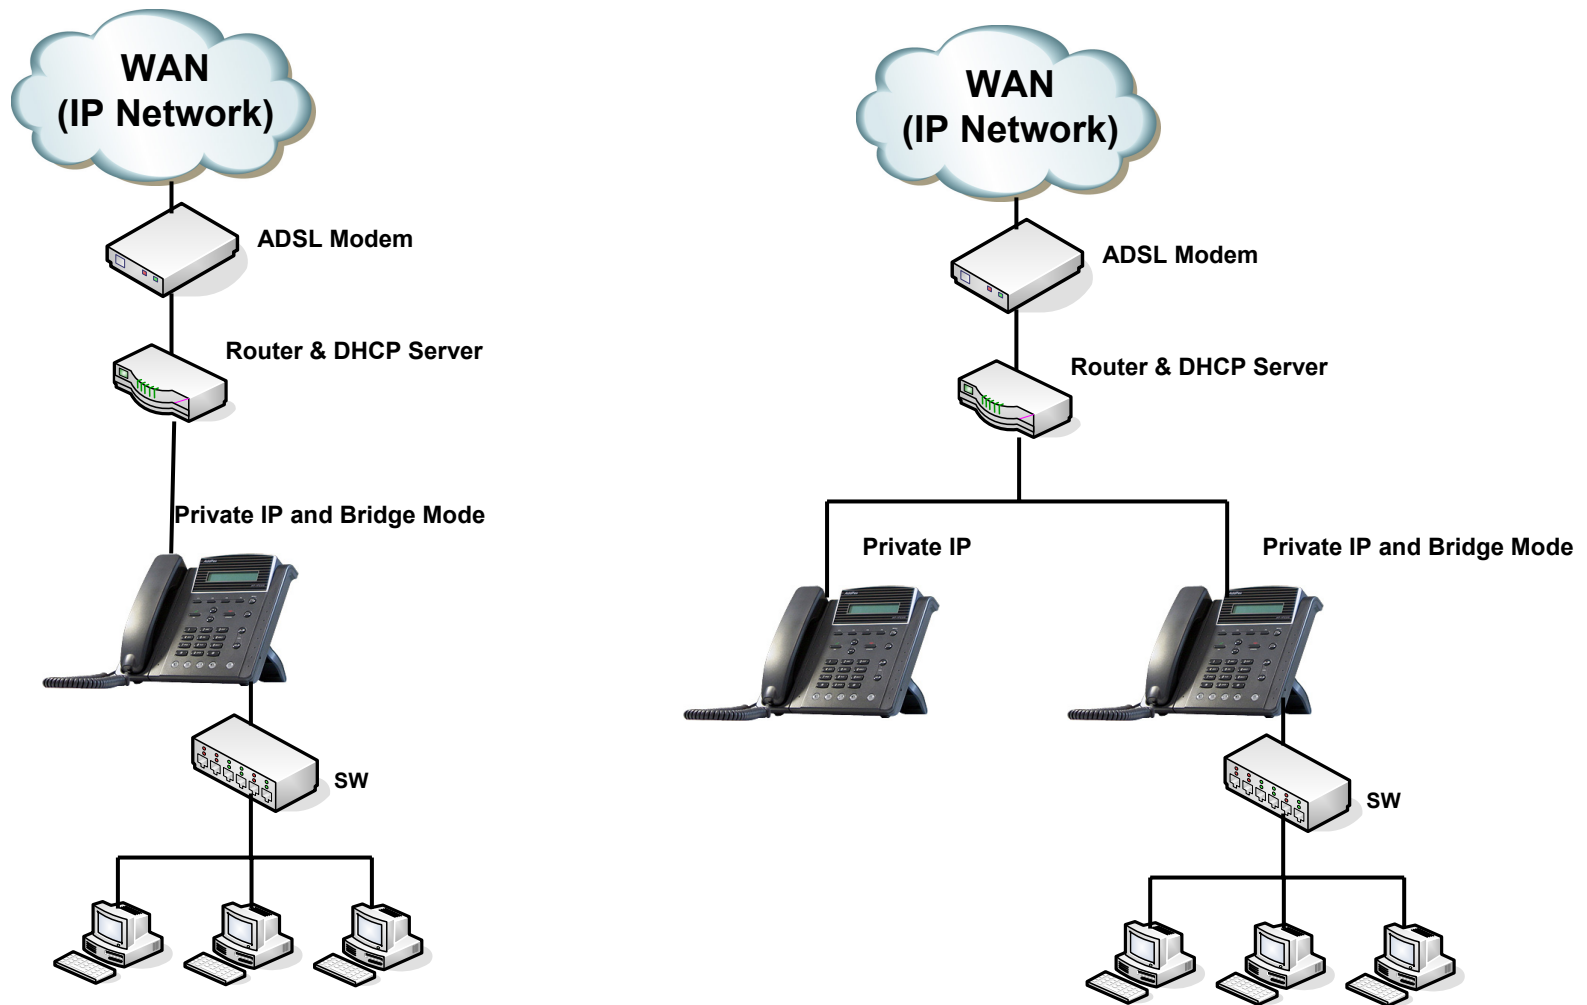 WAN
(IP Network)
ADSL Modem
Router & DHCP Server
Private IP and Bridge Mode
SW
WAN
(IP Network)
ADSL Modem
Router & DHCP Server
Private IP
Private IP and Bridge Mode
SW